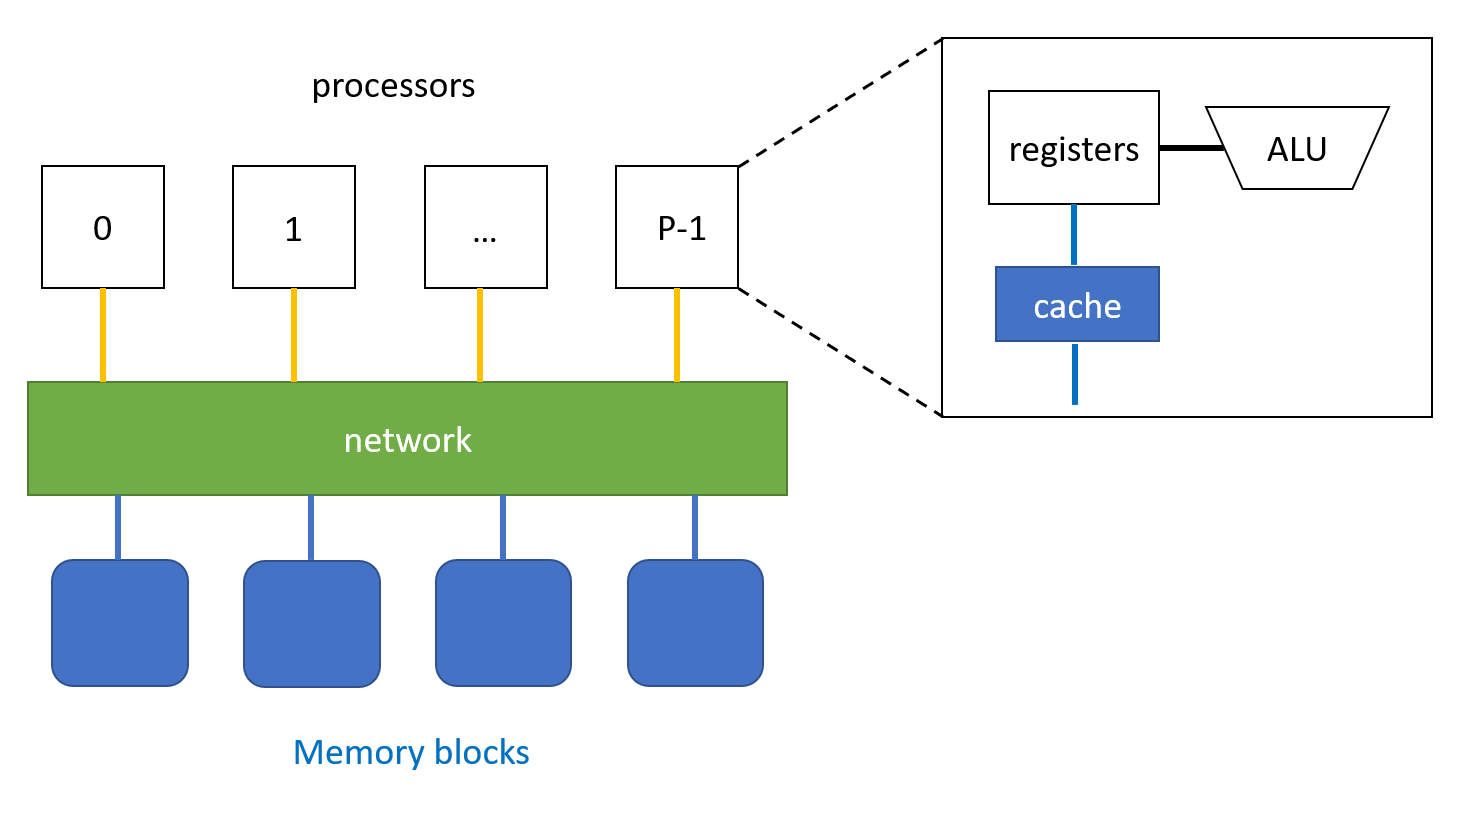 processors
0
1
...
P-1
registers
ALU
cache
network
Memory blocks